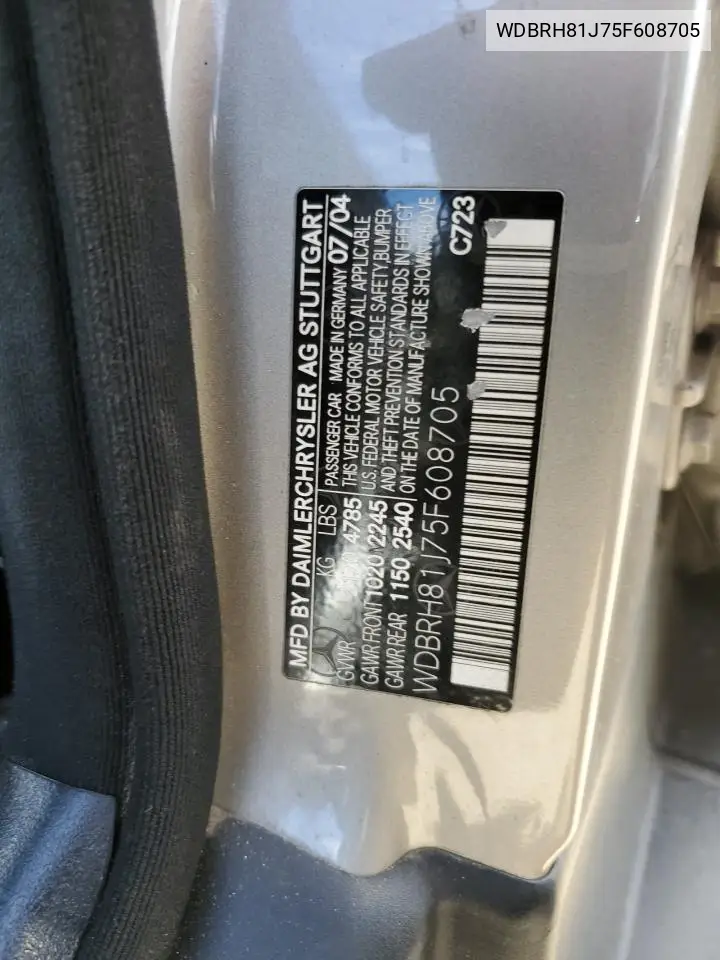 WDBRH81J75F608705
MFD BY DAIMLERCHRYSLER AG STUTTGART
KG LBS PASSENGER CAR MADE IN GERMANY 07/04
GVWR 4785 THIS VEHICLE CONFORMS TO ALL APPLICABLE
GAWR FRONT 1020 2245 U.S. FEDERAL MOTOR VEHICLE SAFETY, BUMPER
GAWR REAR 1150 2540 AND THEFT PREVENTION STANDARDS IN EFFECT
ON THE DATE OF MANUFACTURE SHOWN ABOVE
WDBRH81J75F608705 C723